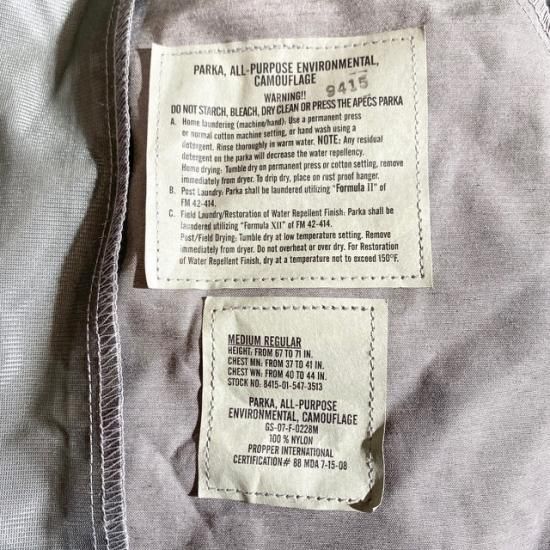 PARKA, ALL-PURPOSE ENVIRONMENTAL,
CAMOUFLAGE
9415
WARNING!!
DO NOT STARCH, BLEACH, DRY CLEAN OR PRESS THE APECS PARKA
A. Home laundering (machine/hand): Use a permanent press
or normal cotton machine setting, or hand wash using a
detergent. Rinse thoroughly in warm water. NOTE: Any residual
detergent on the parka will decrease the water repellency.
Home drying: Tumble dry on permanent press or cotton setting, remove
immediately from dryer. To drip dry, place on rust proof hanger.
B. Post Laundry: Parka shall be laundered utilizing "Formula II" of
FM 42-414.
C. Field Laundry/Restoration of Water Repellent Finish: Parka shall be
laundered utilizing "Formula XII" of FM 42-414.
Post/Field Drying: Tumble dry at low temperature setting. Remove
immediately from dryer. Do not overheat or over dry. For Restoration
of Water Repellent Finish, dry at a temperature not to exceed 150°F.
MEDIUM REGULAR
HEIGHT: FROM 67 TO 71 IN.
CHEST MN: FROM 37 TO 41 IN.
CHEST WN: FROM 40 TO 44 IN.
STOCK NO: 8415-01-547-3513
PARKA, ALL-PURPOSE
ENVIRONMENTAL, CAMOUFLAGE
GS-07-F-0228M
100 % NYLON
PROPPER INTERNATIONAL
CERTIFICATION# 88 MDA 7-15-08